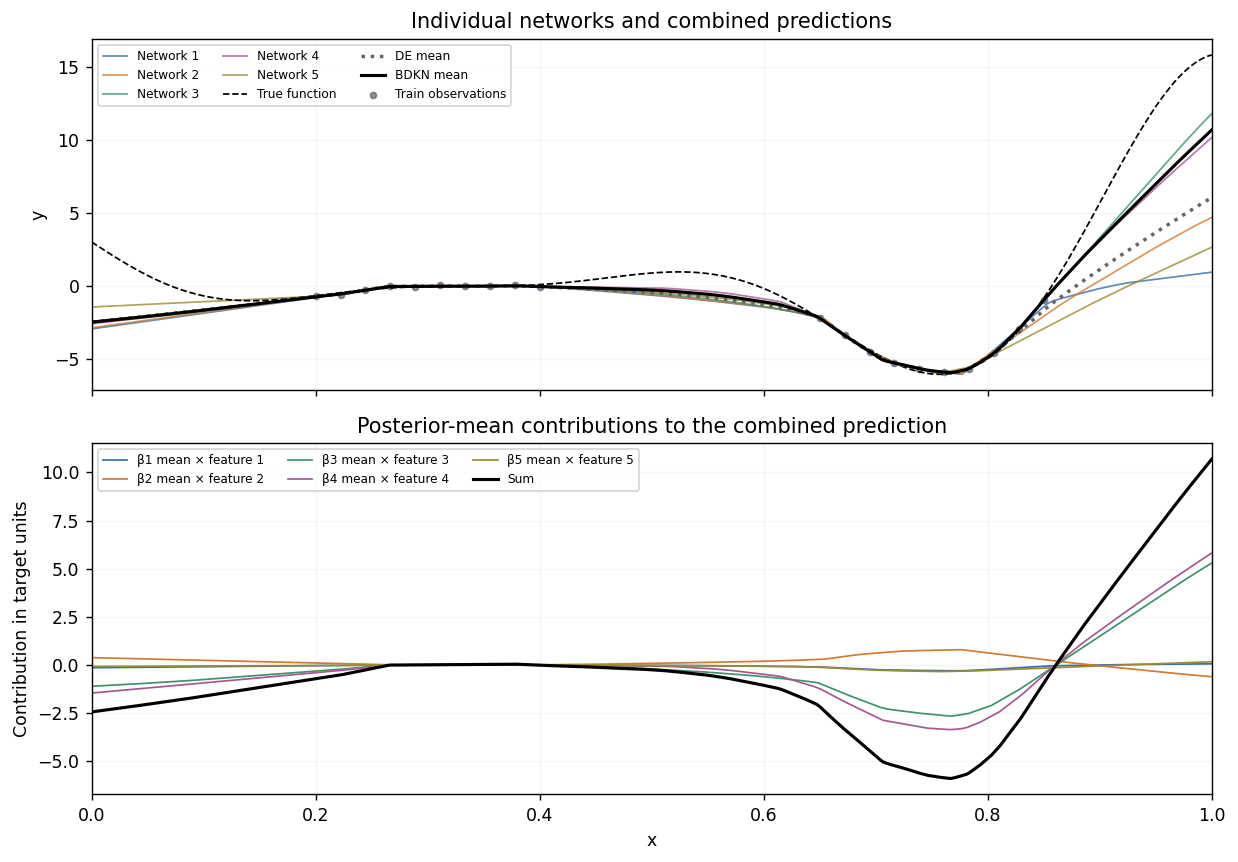 Individual networks and combined predictions
Network 1
Network 2
Network 3
Network 4
Network 5
True function
DE mean
BDKN mean
Train observations
15
10
5
0
−5
y
Posterior-mean contributions to the combined prediction
β1 mean × feature 1
β2 mean × feature 2
β3 mean × feature 3
β4 mean × feature 4
β5 mean × feature 5
Sum
10.0
7.5
5.0
2.5
0.0
−2.5
−5.0
Contribution in target units
0.0 0.2 0.4 0.6 0.8 1.0
x